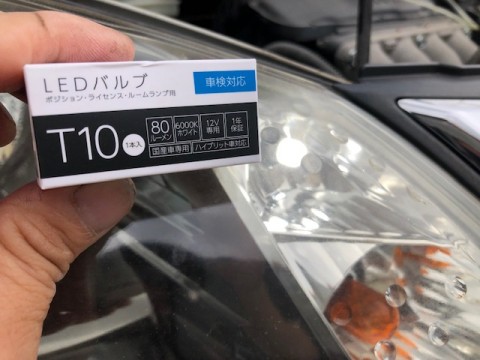 LEDバルブ
ポジション・ライセンス・ルームランプ用
車検対応
T10
1本入
80
ルーメン
6000K
ホワイト
12V
専用
1年
保証
国産車専用
ハイブリット車対応